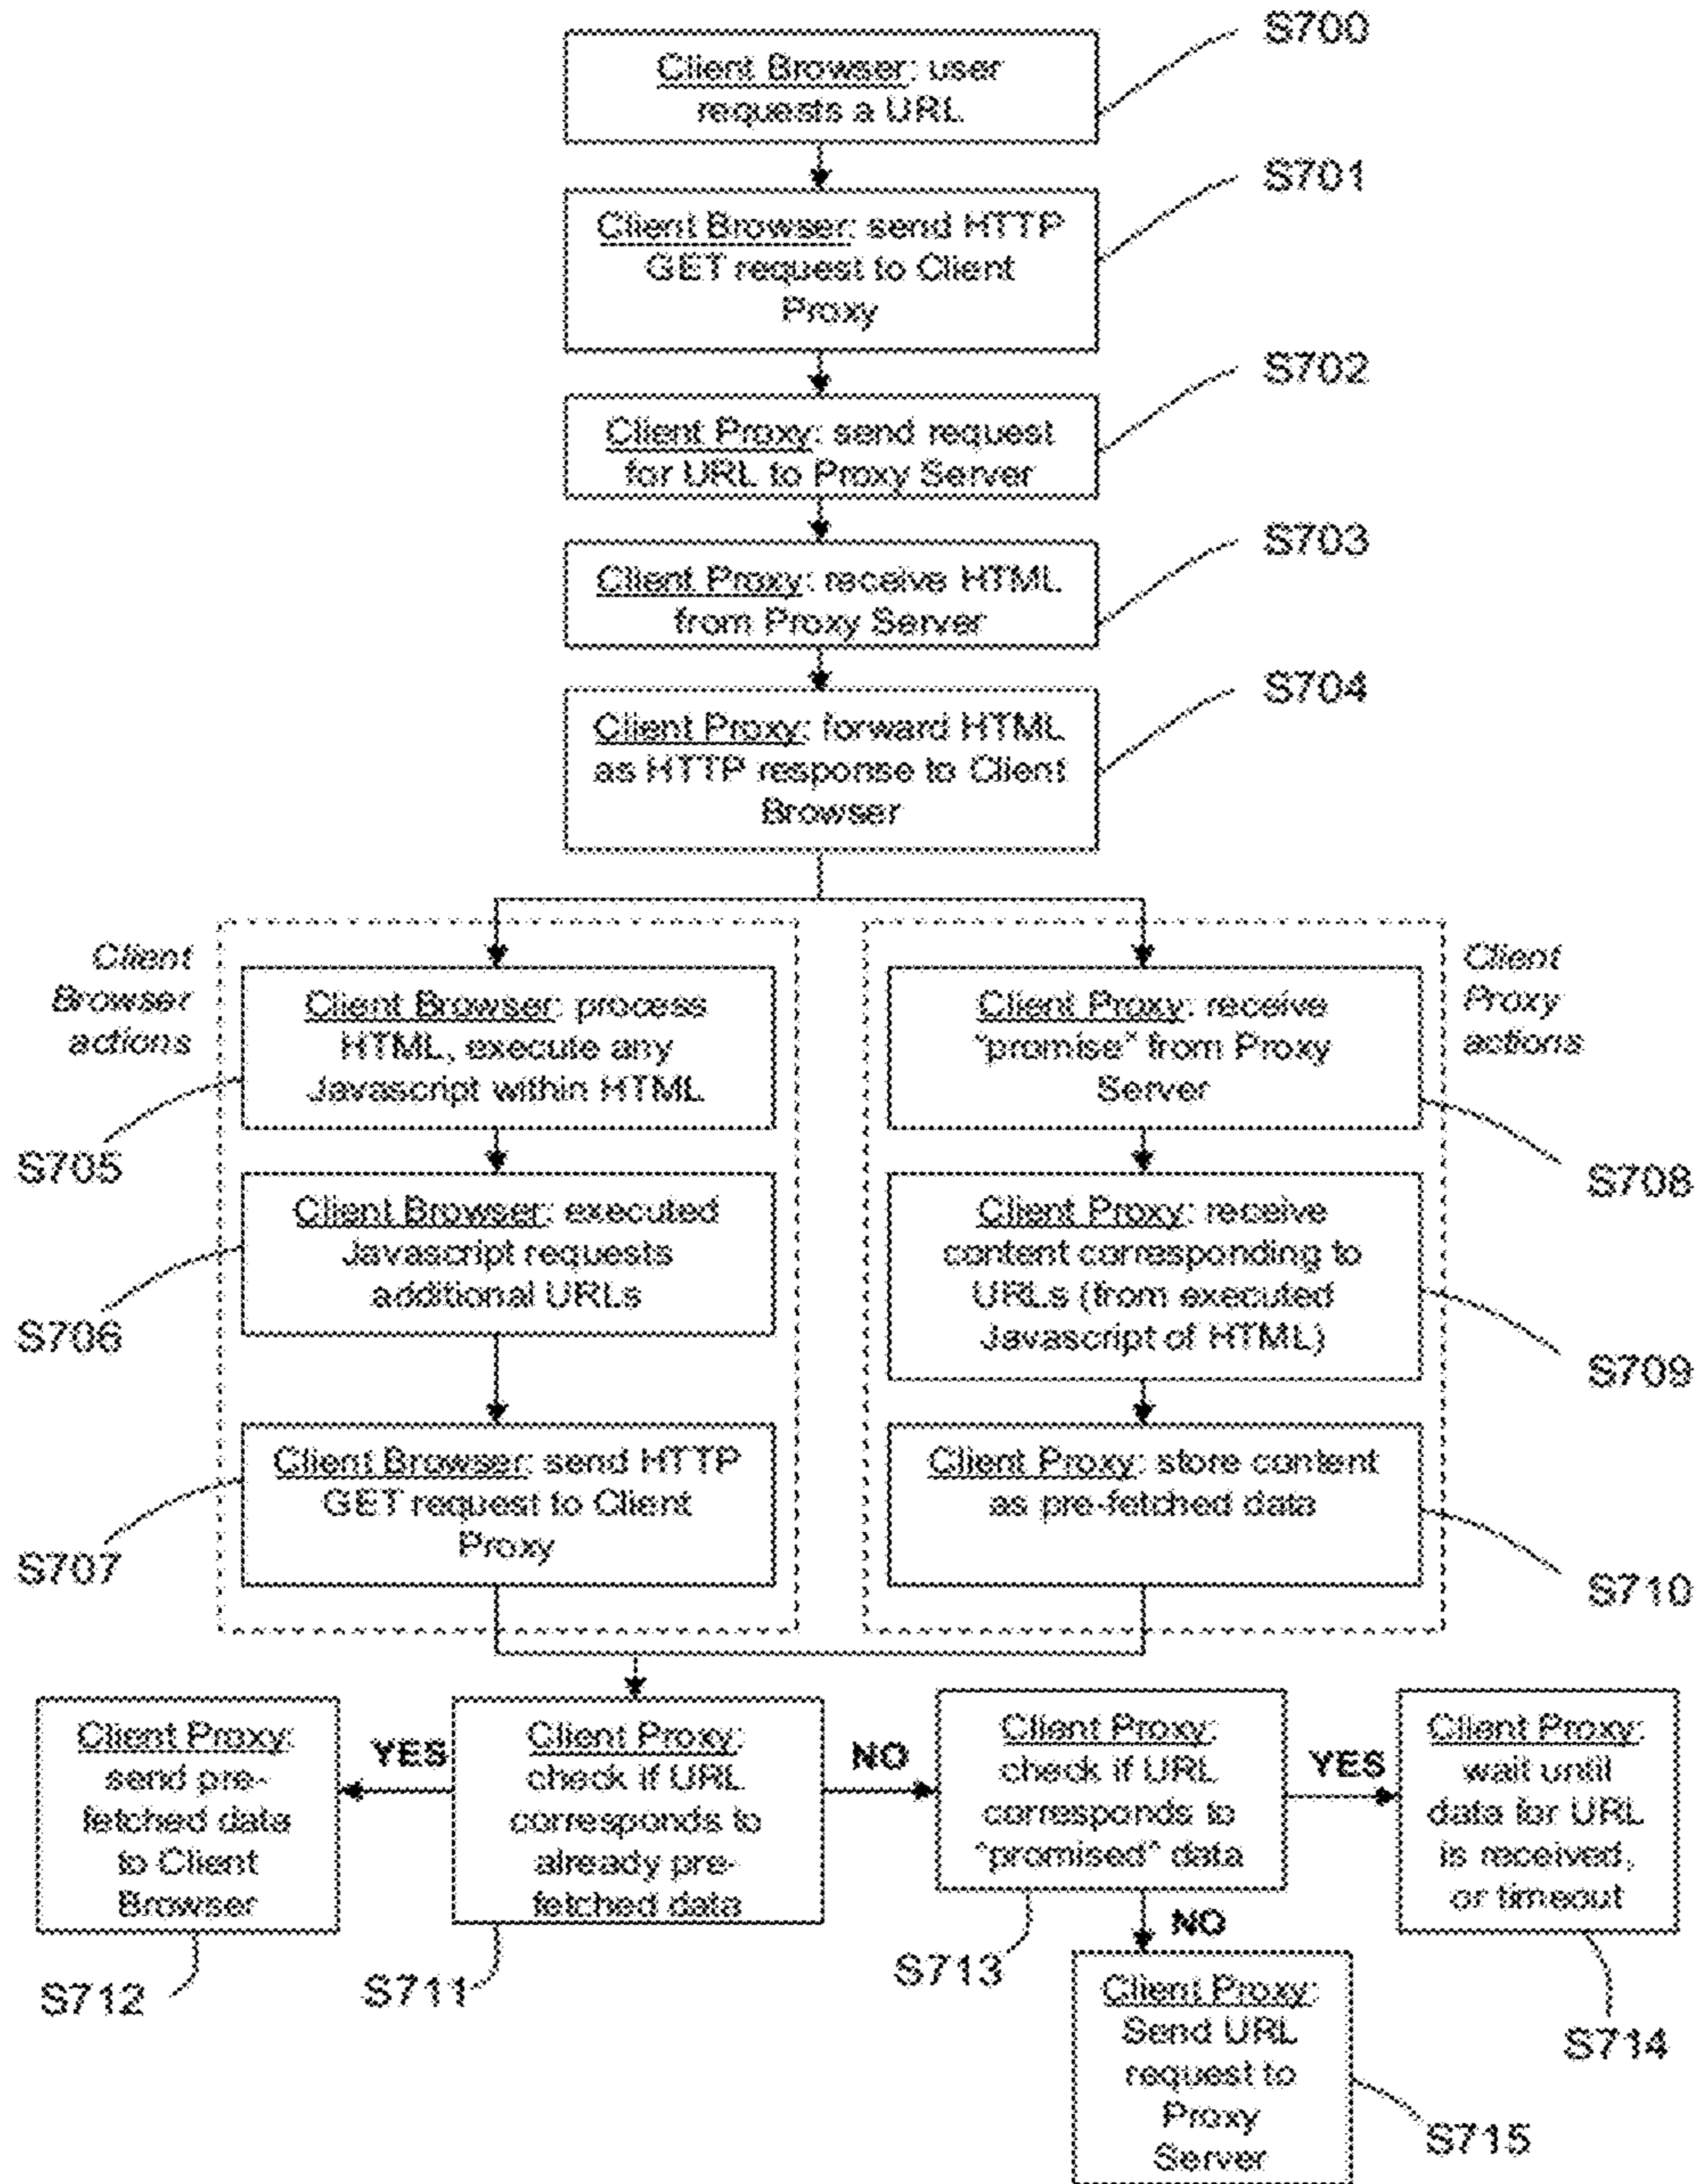 S700
Client Browser: user
requests a URL
S701
Client Browser: send HTTP
GET request to Client
Proxy
S702
Client Proxy: send request
for URL to Proxy Server
S703
Client Proxy: receive HTML
from Proxy Server
S704
Client Proxy: forward HTML
as HTTP response to Client
Browser
Client
Browser
actions
Client Browser: process
HTML, execute any
Javascript within HTML
S705
Client Browser: executed
Javascript requests
additional URLs
S706
Client Browser: send HTTP
GET request to Client
Proxy
S707
Client
Proxy
actions
Client Proxy: receive
"promise" from Proxy
Server
S708
Client Proxy: receive
content corresponding to
URLs (from executed
Javascript of HTML)
S709
Client Proxy: store content
as pre-fetched data
S710
Client Proxy:
send pre-
fetched data
to Client
Browser
S712
YES
Client Proxy:
check if URL
corresponds to
already pre-
fetched data
S711
NO
Client Proxy:
check if URL
corresponds to
"promised" data
S713
YES
Client Proxy:
wait until
data for URL
is received,
or timeout
S714
NO
Client Proxy:
Send URL
request to
Proxy
Server
S715